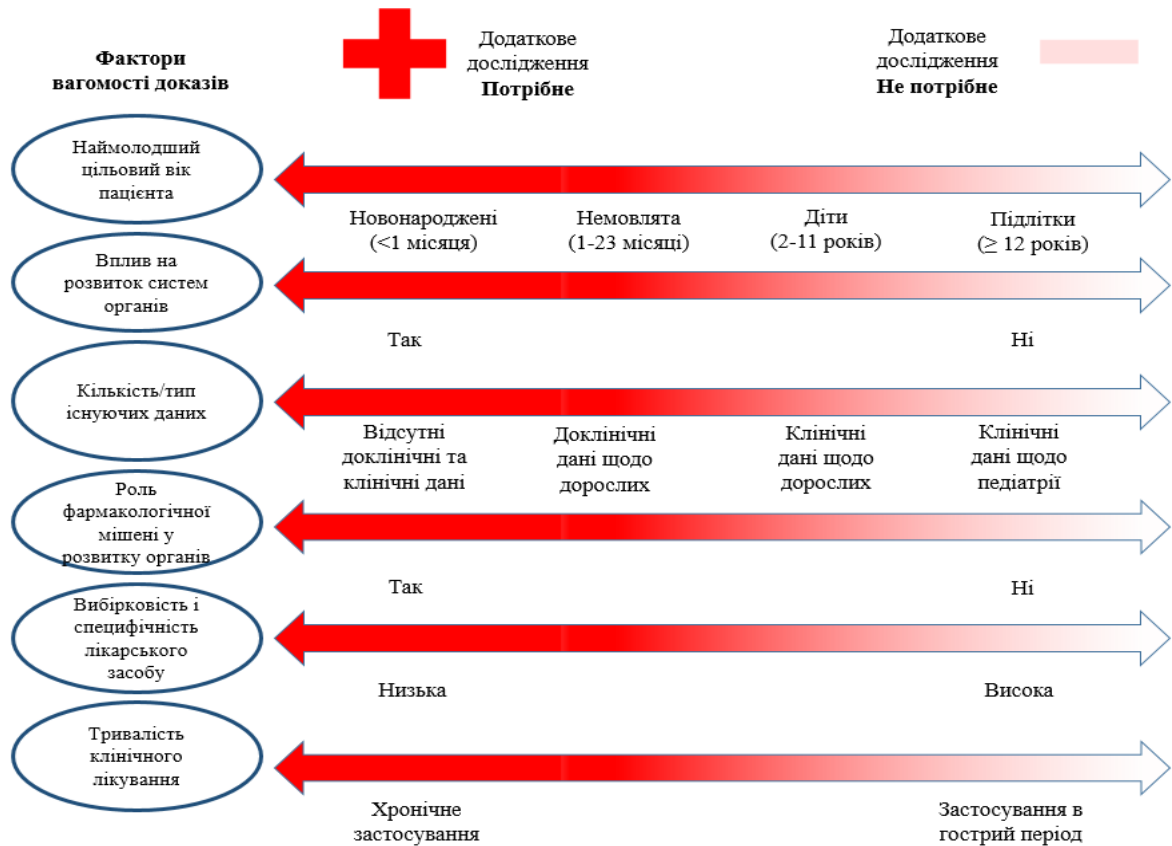 Фактори
вагомості доказів
Додаткове
дослідження
Потрібне
Додаткове
дослідження
Не потрібне
Наймолодший
цільовий вік
пацієнта
Новонароджені
(<1 місяця)
Немовлята
(1-23 місяці)
Діти
(2-11 років)
Підлітки
(≥ 12 років)
Вплив на
розвиток систем
органів
Так
Ні
Кількість/тип
існуючих даних
Відсутні
доклінічні та
клінічні дані
Доклінічні
дані щодо
дорослих
Клінічні
дані щодо
дорослих
Клінічні
дані щодо
педіатрії
Роль
фармакологічної
мішені у
розвитку органів
Так
Ні
Вибірковість і
специфічність
лікарського
засобу
Низька
Висока
Тривалість
клінічного
лікування
Хронічне
застосування
Застосування в
гострий період